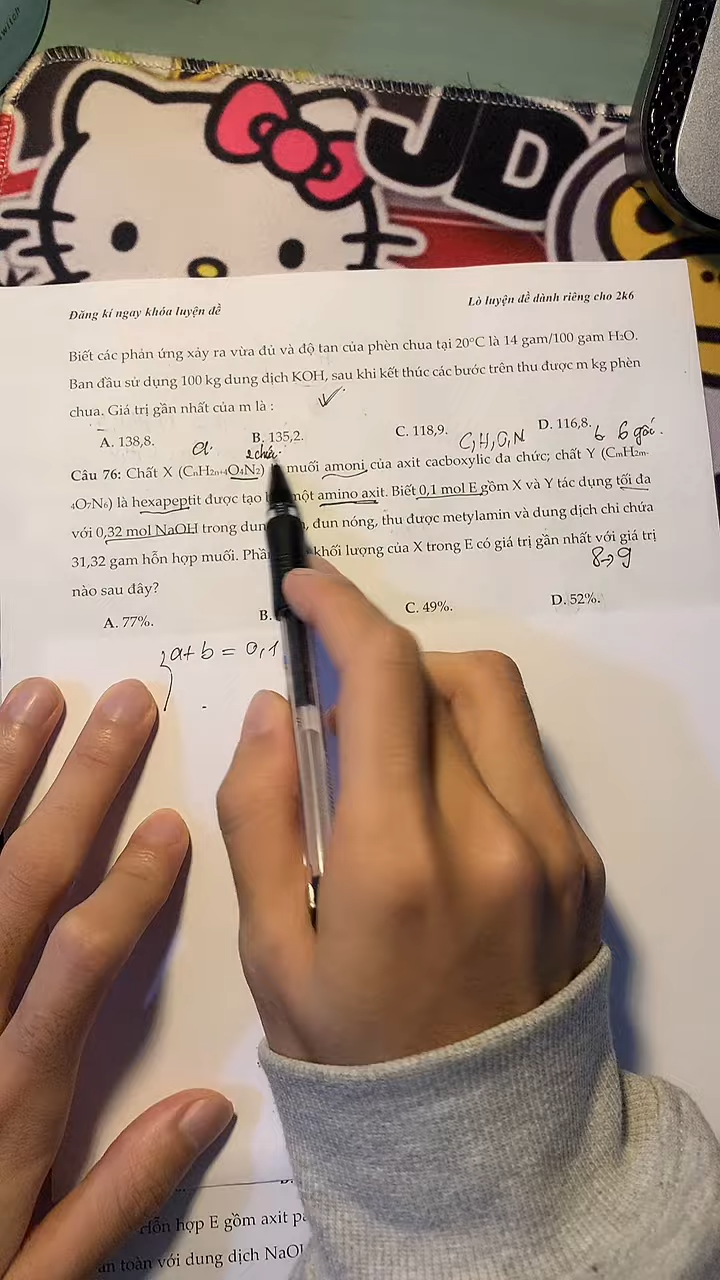 witch
JD
Đăng kí ngay khóa luyện đề
Lò luyện đề dành riêng cho 2k6
Biết các phản ứng xảy ra vừa đủ và độ tan của phèn chua tại 20°C là 14 gam/100 gam H₂O.
Ban đầu sử dụng 100 kg dung dịch KOH, sau khi kết thúc các bước trên thu được m kg phèn
chua. Giá trị gần nhất của m là :
A. 138,8. B. 135,2. C. 118,9. D. 116,8.
a 2 chức C,H,O,N b 6 gốc.
Câu 76: Chất X (CₙH₂ₙ₊₄O₄N₂) muối amoni của axit cacboxylic đa chức; chất Y (CₘH₂ₘ₋
₄O₇N₆) là hexapeptit được tạo một amino axit. Biết 0,1 mol E gồm X và Y tác dụng tối đa
với 0,32 mol NaOH trong đun nóng, thu được metylamin và dung dịch chỉ chứa
31,32 gam hỗn hợp muối. khối lượng của X trong E có giá trị gần nhất với giá trị
nào sau đây?
8→9
A. 77%. B. C. 49%. D. 52%.
a+b = 0,1
Hỗn hợp E gồm axit
toàn với dung dịch